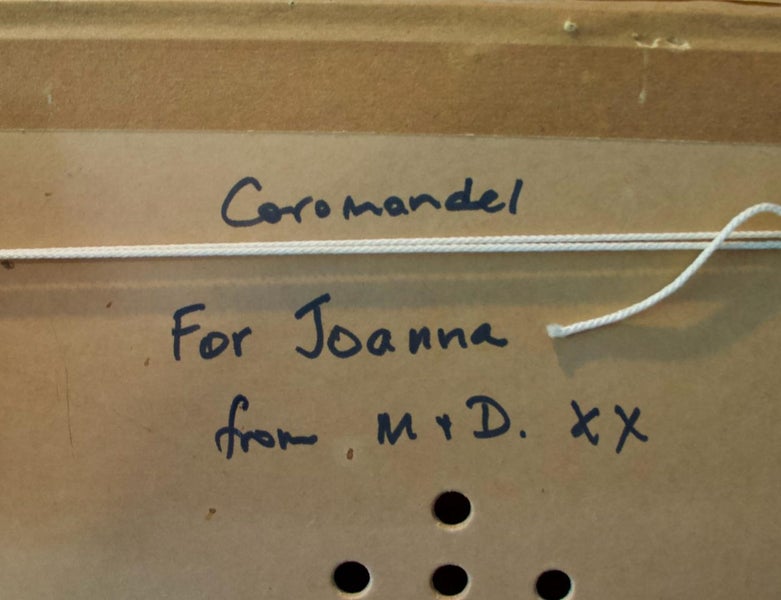 Coromandel
For Joanna
from M + D. XX